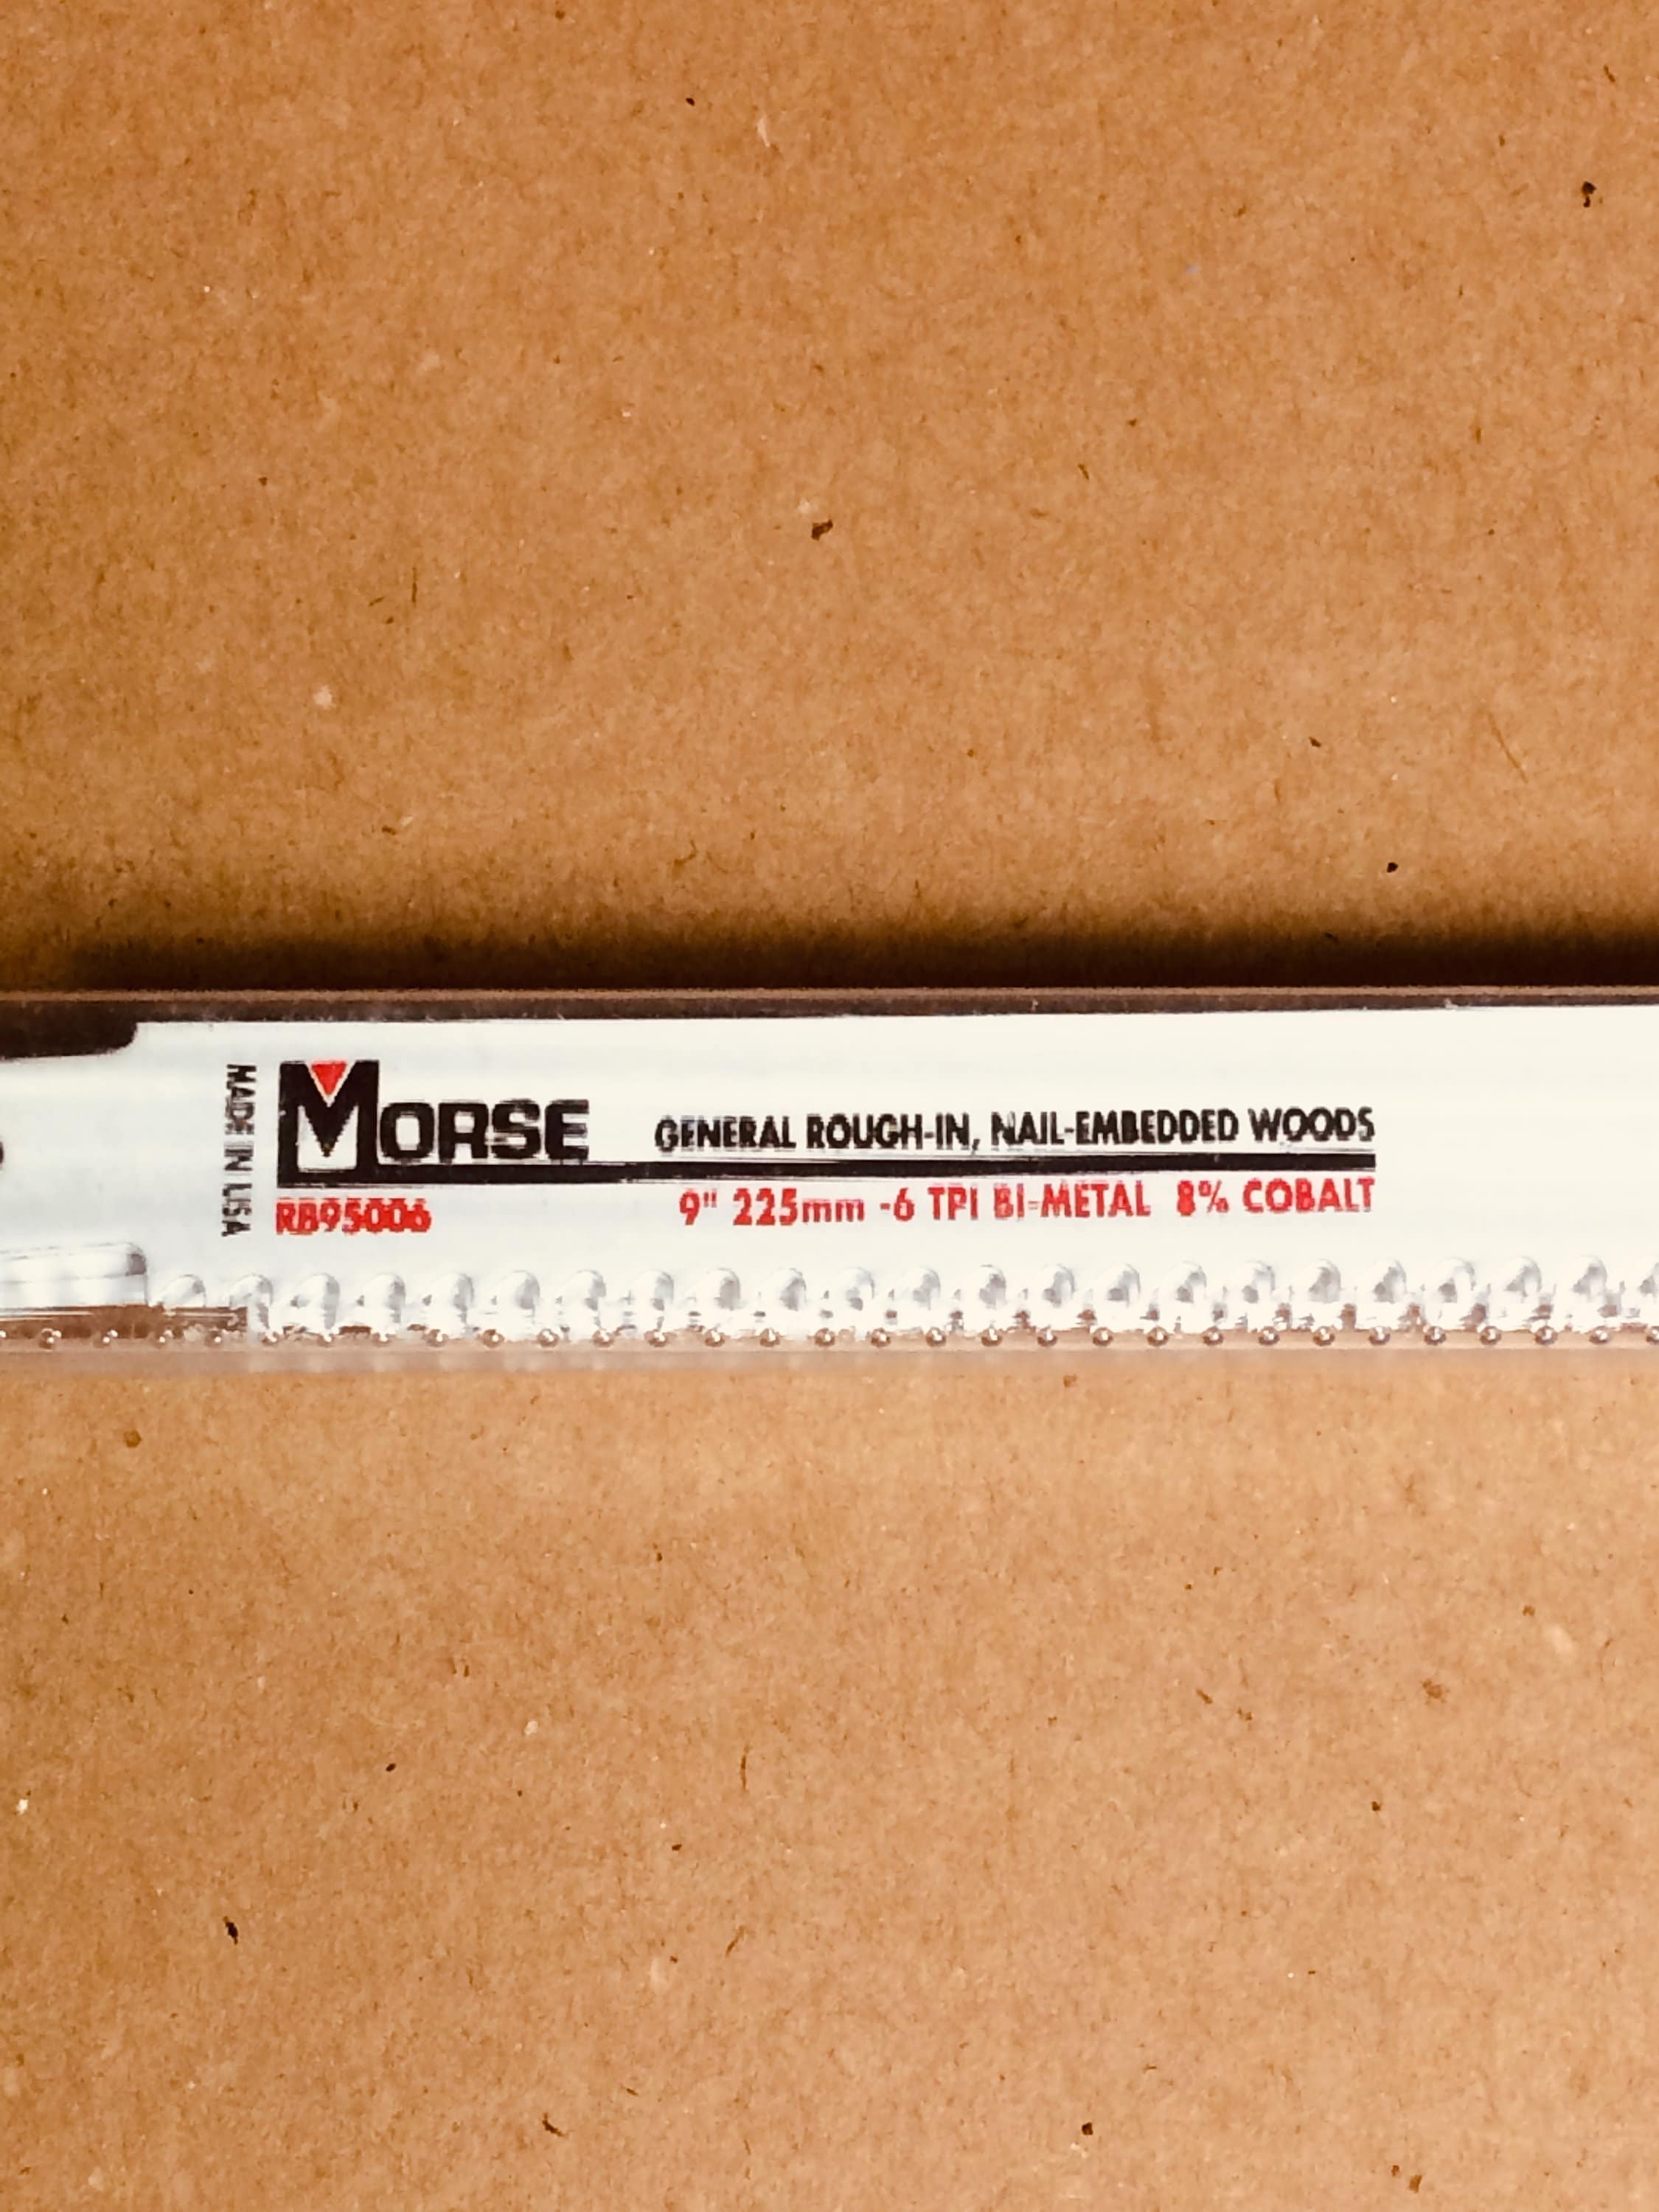 MADE IN USA
MORSE
GENERAL ROUGH-IN, NAIL-EMBEDDED WOODS
RB95006
9" 225mm -6 TPI BI-METAL 8% COBALT